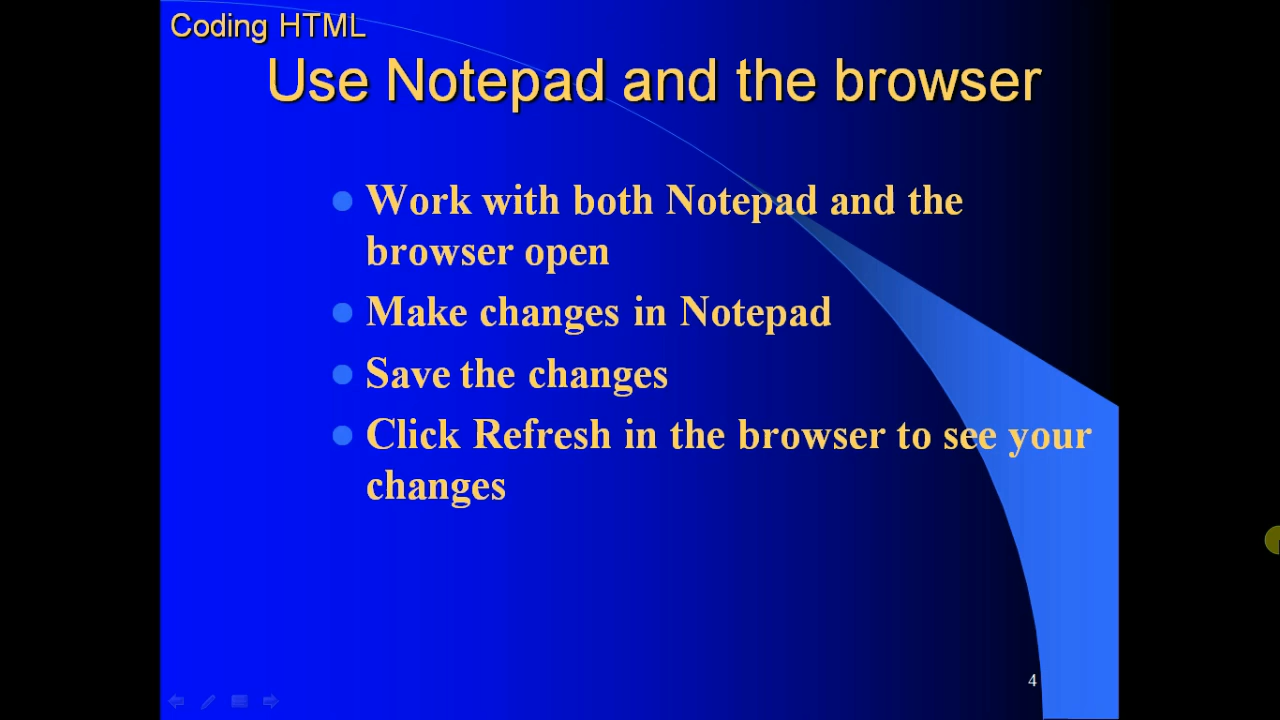 Coding HTML
Use Notepad and the browser
Work with both Notepad and the
browser open
Make changes in Notepad
Save the changes
Click Refresh in the browser to see your
changes
4